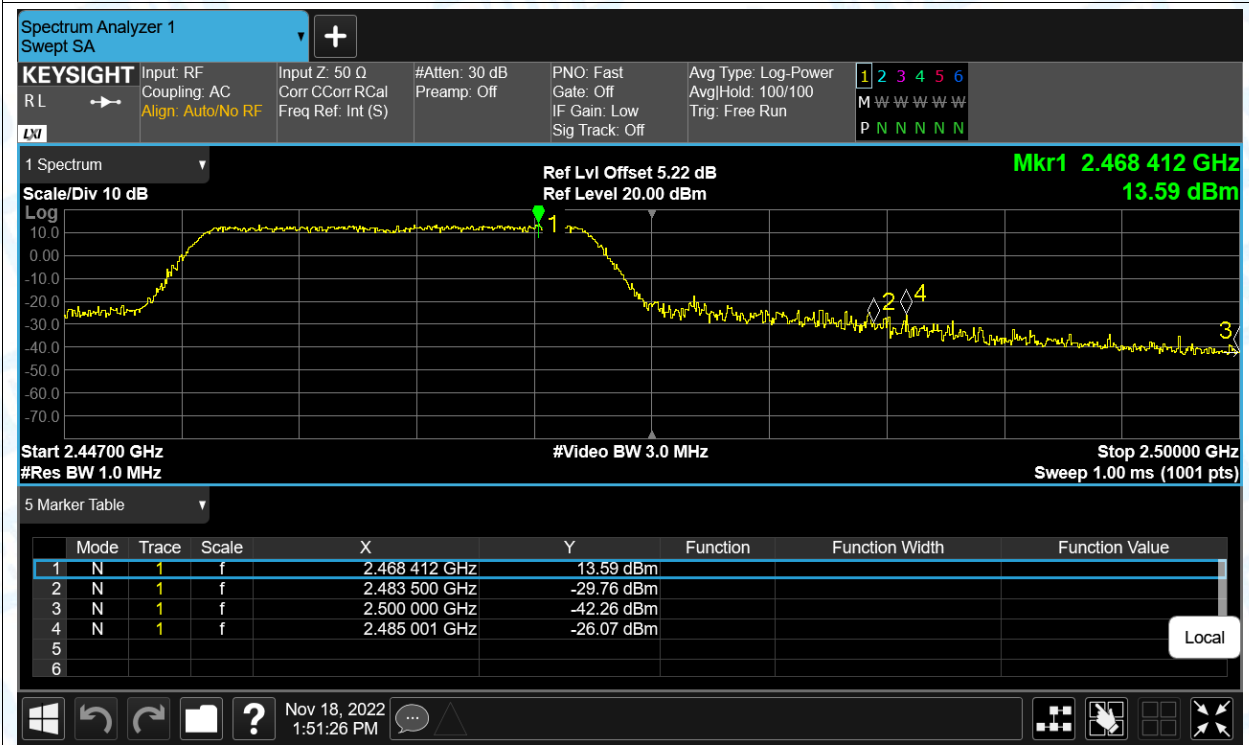 Spectrum Analyzer 1
Swept SA
+
KEYSIGHT Input: RF Input Z: 50 Ω #Atten: 30 dB PNO: Fast Avg Type: Log-Power 1 2 3 4 5 6
R L Coupling: AC Corr CCorr RCal Preamp: Off Gate: Off Avg|Hold: 100/100 M W W W W W W
Align: Auto/No RF Freq Ref: Int (S) IF Gain: Low Trig: Free Run
LXI Sig Track: Off P N N N N N
1 Spectrum
Ref Lvl Offset 5.22 dB Mkr1 2.468 412 GHz
Scale/Div 10 dB Ref Level 20.00 dBm 13.59 dBm
Log
1
10.0
0.00
-10.0
-20.0
2 4
-30.0
3
-40.0
-50.0
-60.0
-70.0
Start 2.44700 GHz #Video BW 3.0 MHz Stop 2.50000 GHz
#Res BW 1.0 MHz Sweep 1.00 ms (1001 pts)
5 Marker Table
Mode Trace Scale X Y Function Function Width Function Value
1 N 1 f 2.468 412 GHz 13.59 dBm
2 N 1 f 2.483 500 GHz -29.76 dBm
3 N 1 f 2.500 000 GHz -42.26 dBm
4 N 1 f 2.485 001 GHz -26.07 dBm
5
6
Local
? Nov 18, 2022
1:51:26 PM